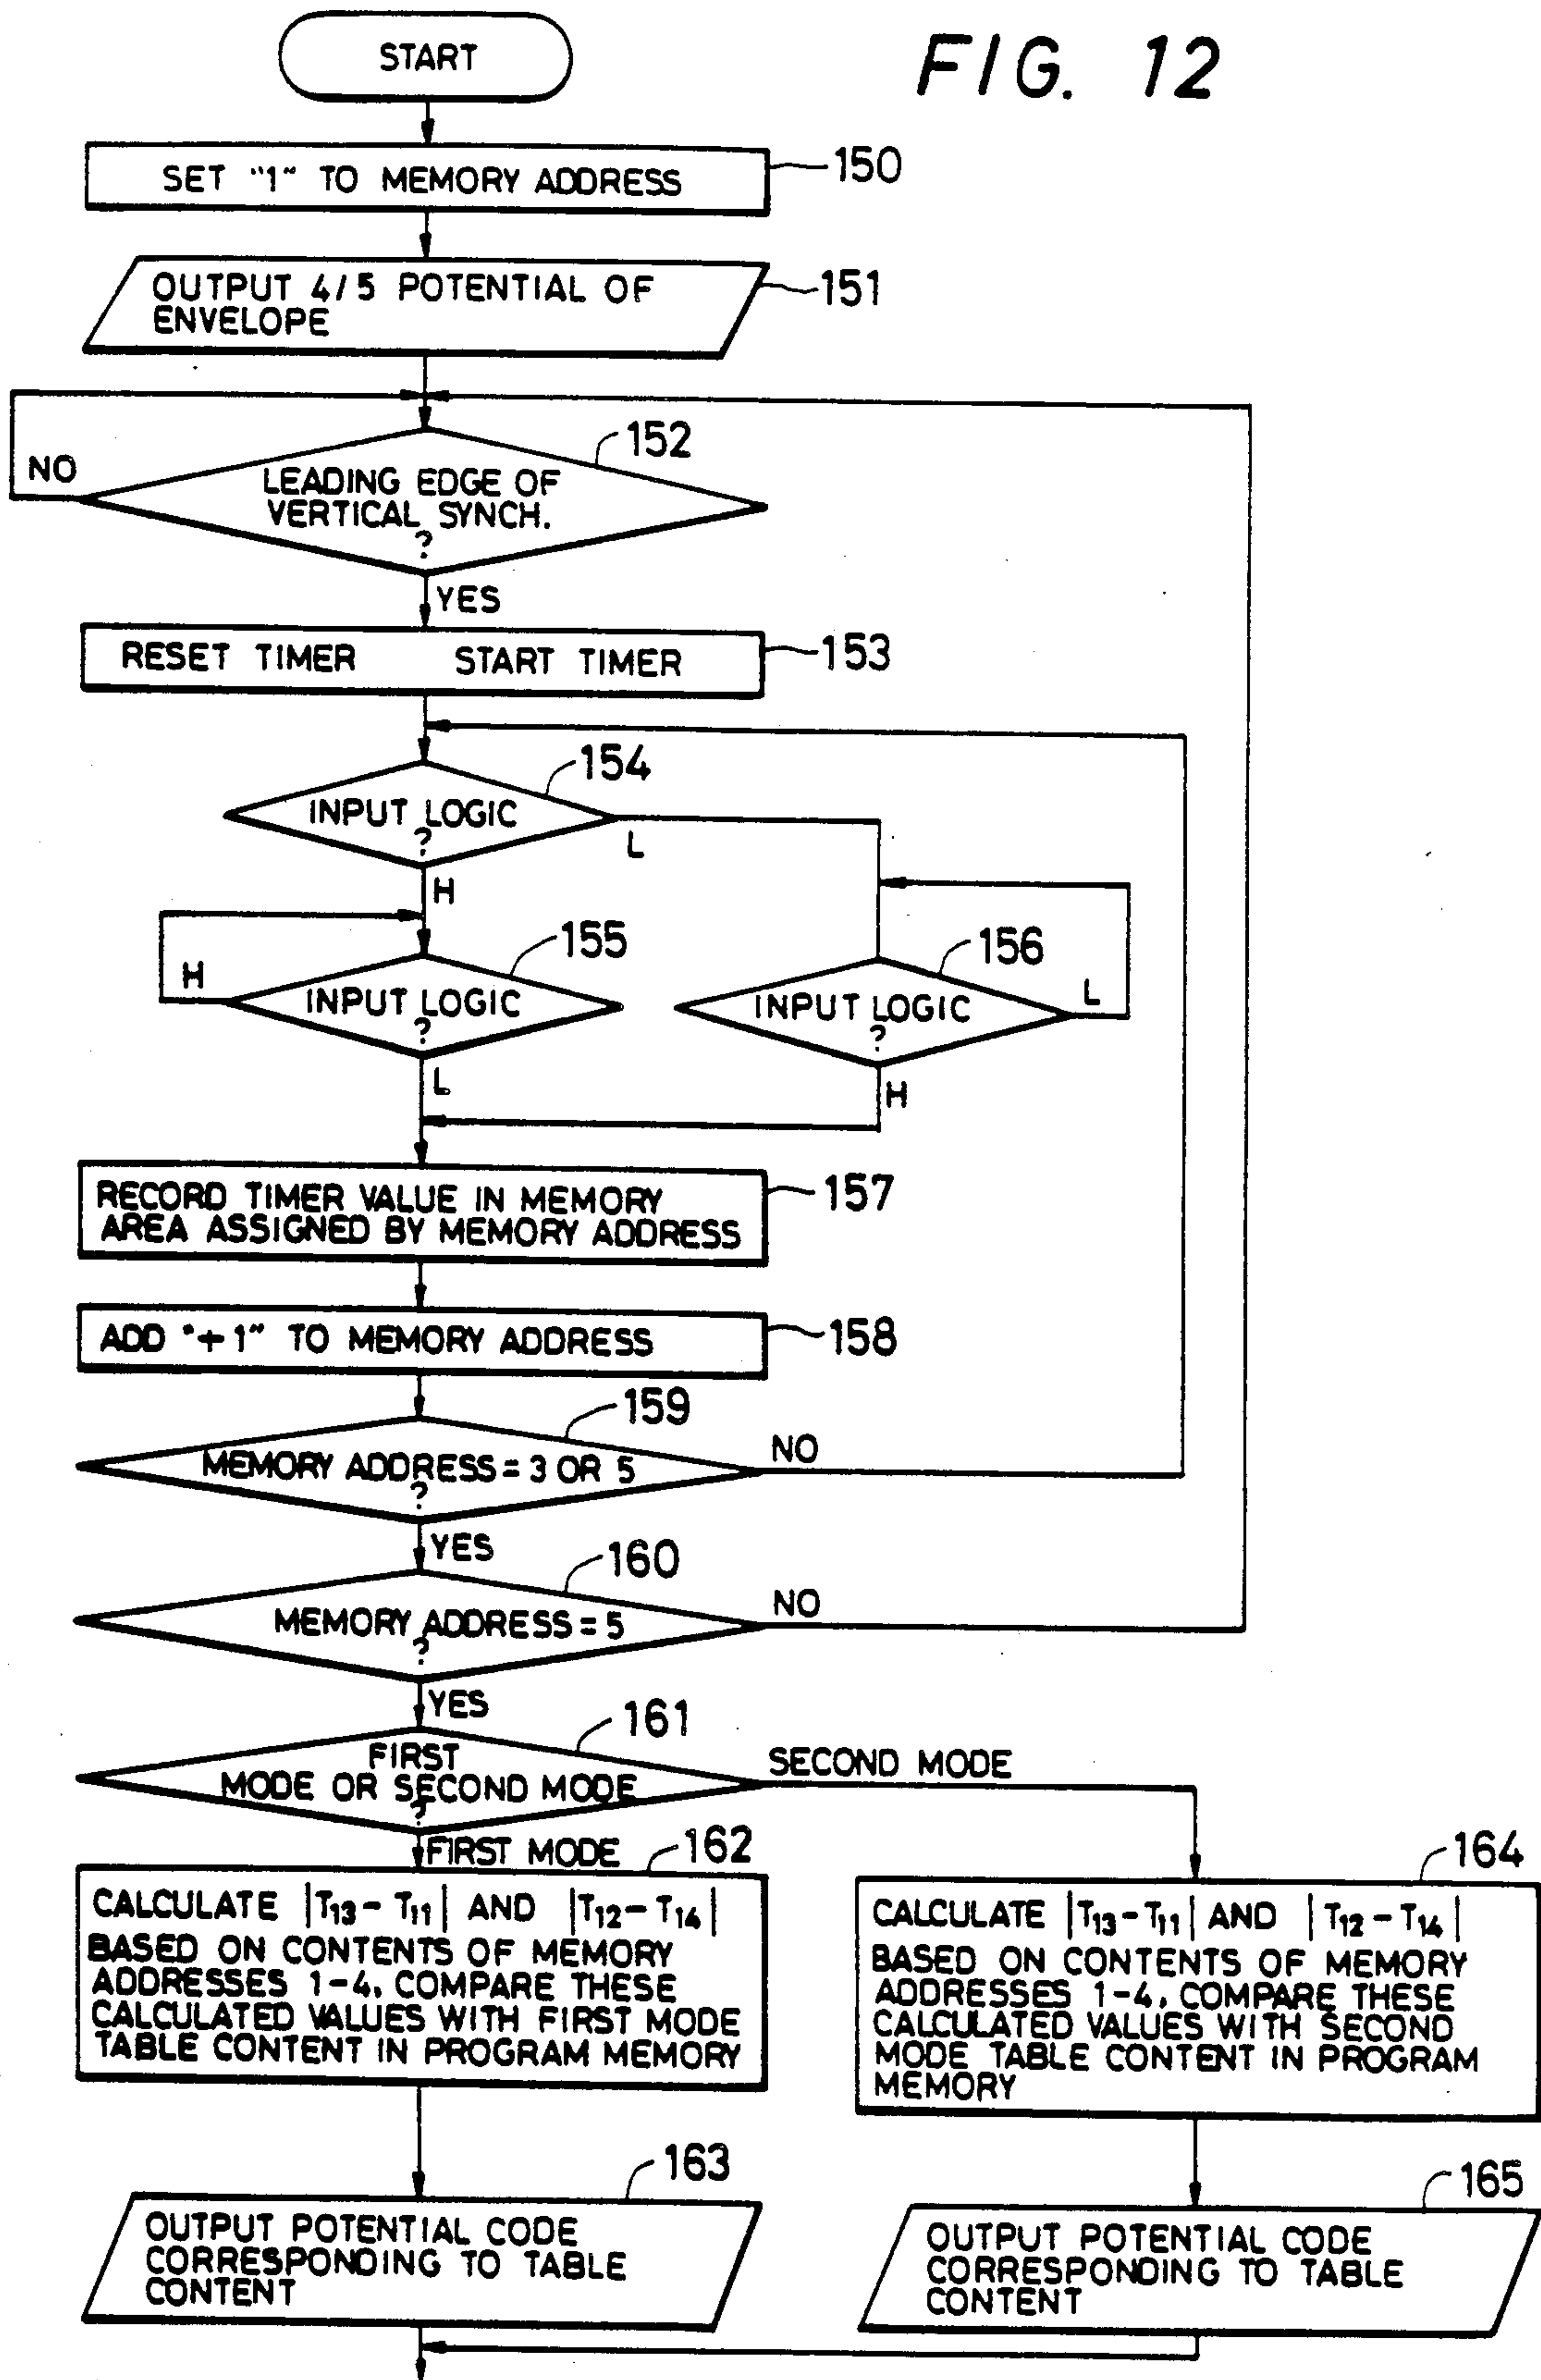 START
FIG. 12
SET "1" TO MEMORY ADDRESS
150
OUTPUT 4/5 POTENTIAL OF
ENVELOPE
151
152
NO
LEADING EDGE OF
VERTICAL SYNCH.
?
YES
RESET TIMER START TIMER
153
154
INPUT LOGIC
?
L
H
155
156
H
INPUT LOGIC
?
INPUT LOGIC
?
L
L
H
RECORD TIMER VALUE IN MEMORY
AREA ASSIGNED BY MEMORY ADDRESS
157
ADD "+1" TO MEMORY ADDRESS
158
159
MEMORY ADDRESS = 3 OR 5
?
NO
YES
160
MEMORY ADDRESS = 5
?
NO
YES
161
FIRST
MODE OR SECOND MODE
?
SECOND MODE
FIRST MODE
162
CALCULATE |T13 - T11| AND |T12 - T14|
BASED ON CONTENTS OF MEMORY
ADDRESSES 1-4, COMPARE THESE
CALCULATED VALUES WITH FIRST MODE
TABLE CONTENT IN PROGRAM MEMORY
164
CALCULATE |T13 - T11| AND |T12 - T14|
BASED ON CONTENTS OF MEMORY
ADDRESSES 1-4, COMPARE THESE
CALCULATED VALUES WITH SECOND
MODE TABLE CONTENT IN PROGRAM
MEMORY
163
OUTPUT POTENTIAL CODE
CORRESPONDING TO TABLE
CONTENT
165
OUTPUT POTENTIAL CODE
CORRESPONDING TO TABLE
CONTENT